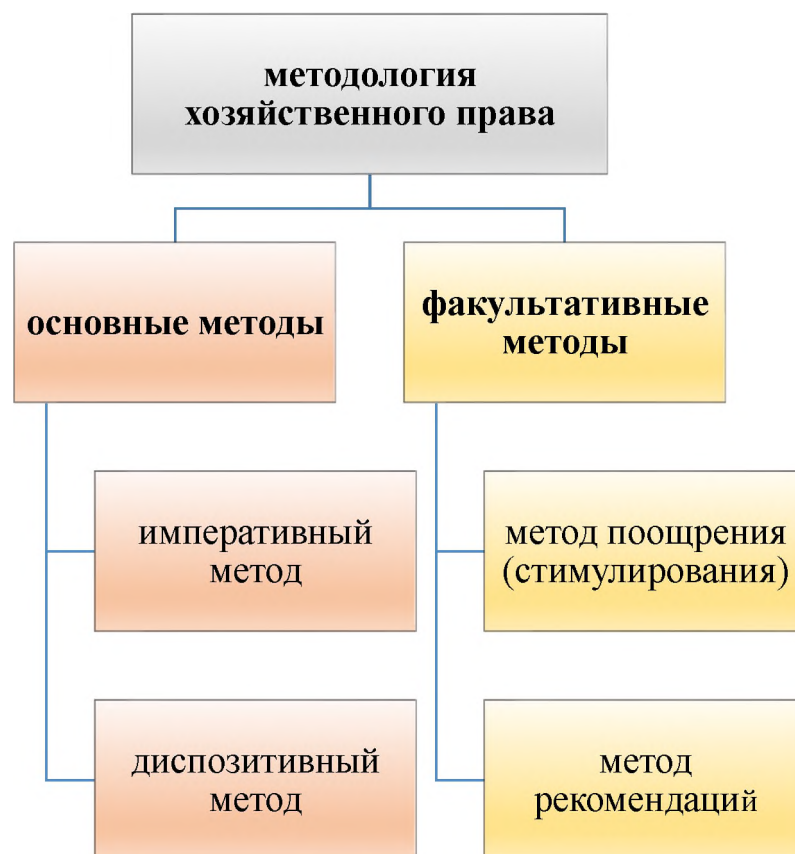 методология
хозяйственного права
основные методы
факультативные
методы
императивный
метод
метод поощрения
(стимулирования)
диспозитивный
метод
метод
рекомендаций